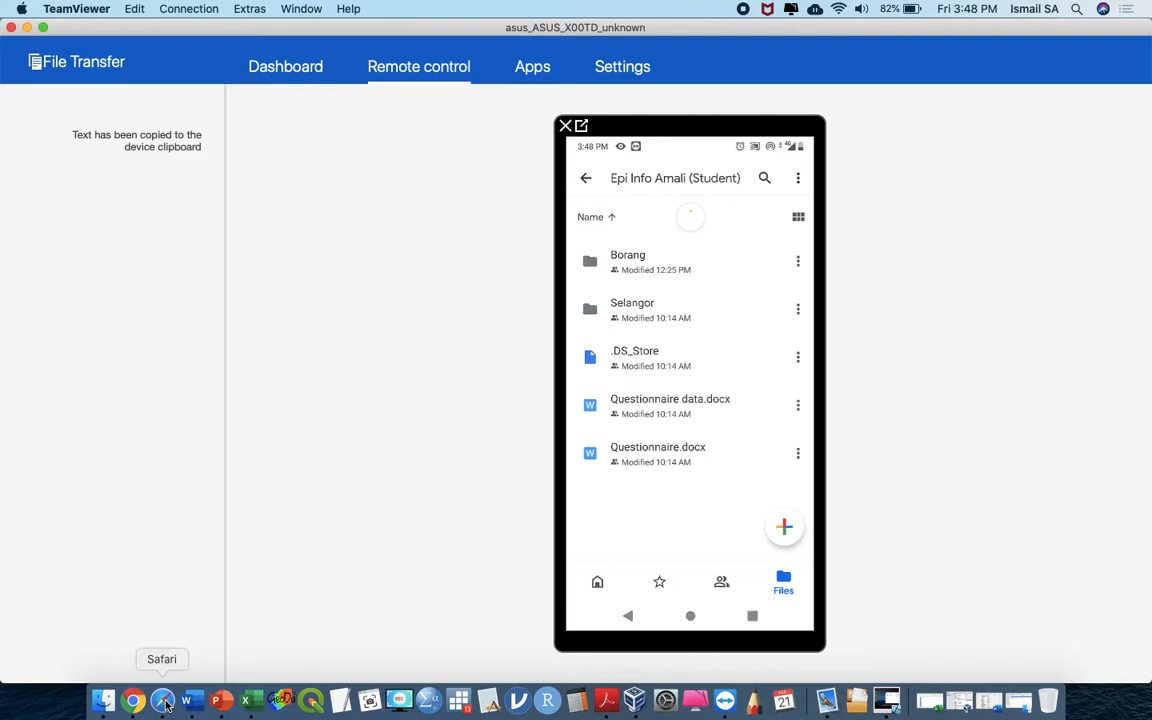 TeamViewer Edit Connection Extras Window Help 82% Fri 3:48 PM Ismail SA
asus_ASUS_X00TD_unknown
File Transfer Dashboard Remote control Apps Settings
Text has been copied to the
device clipboard
3:48 PM 4G
Epi Info Amali (Student)
Name
Borang
Modified 12:25 PM
Selangor
Modified 10:14 AM
.DS_Store
Modified 10:14 AM
W Questionnaire data.docx
Modified 10:14 AM
W Questionnaire.docx
Modified 10:14 AM
Files
Safari